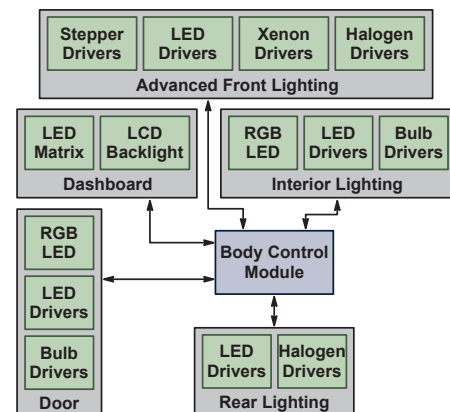 Stepper
Drivers
LED
Drivers
Xenon
Drivers
Halogen
Drivers
Advanced Front Lighting
LED
Matrix
LCD
Backlight
Dashboard
RGB
LED
LED
Drivers
Bulb
Drivers
Interior Lighting
RGB
LED
LED
Drivers
Bulb
Drivers
Door
Body Control
Module
LED
Drivers
Halogen
Drivers
Rear Lighting